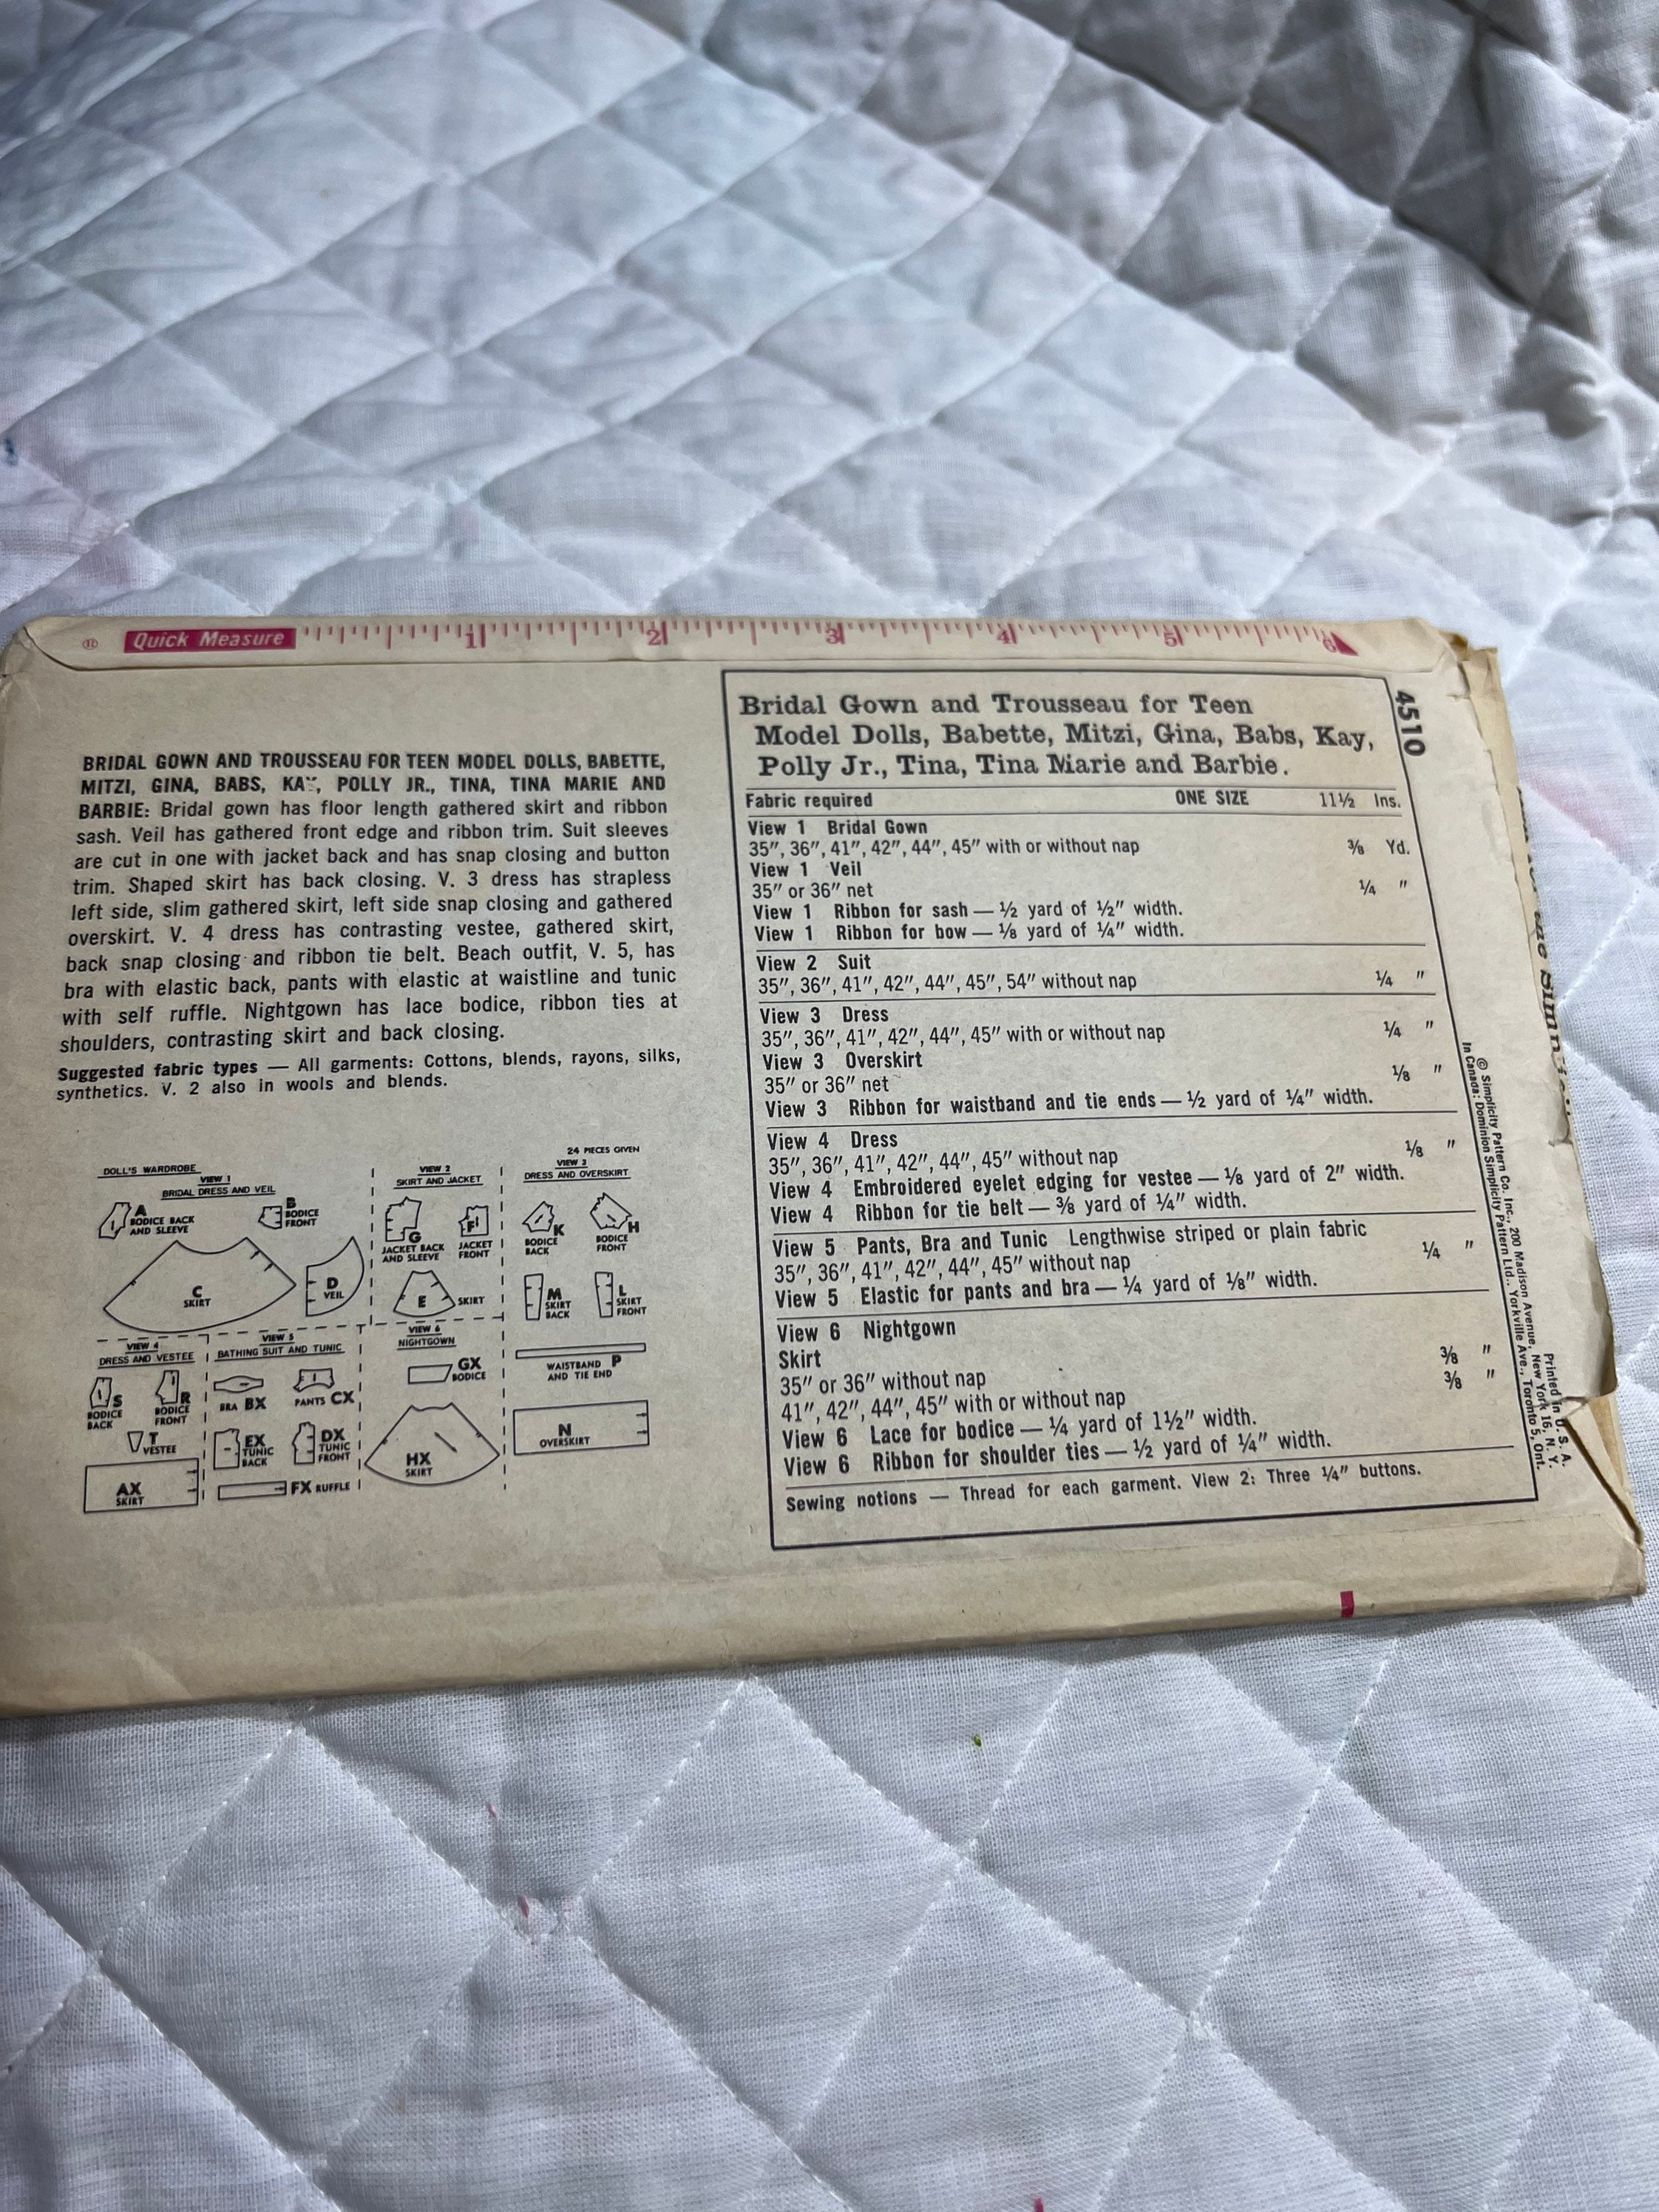 Quick Measure 1 2 3 4 5 6
BRIDAL GOWN AND TROUSSEAU FOR TEEN MODEL DOLLS, BABETTE,
MITZI, GINA, BABS, KAY, POLLY JR., TINA, TINA MARIE AND
BARBIE: Bridal gown has floor length gathered skirt and ribbon
sash. Veil has gathered front edge and ribbon trim. Suit sleeves
are cut in one with jacket back and has snap closing and button
trim. Shaped skirt has back closing. V. 3 dress has strapless
left side, slim gathered skirt, left side snap closing and gathered
overskirt. V. 4 dress has contrasting vestee, gathered skirt,
back snap closing and ribbon tie belt. Beach outfit, V. 5, has
bra with elastic back, pants with elastic at waistline and tunic
with self ruffle. Nightgown has lace bodice, ribbon ties at
shoulders, contrasting skirt and back closing.
Suggested fabric types — All garments: Cottons, blends, rayons, silks,
synthetics. V. 2 also in wools and blends.
24 PIECES GIVEN
DOLL'S WARDROBE
VIEW 1
BRIDAL DRESS AND VEIL
A
BODICE BACK
AND SLEEVE
B
BODICE
FRONT
C
SKIRT
D
VEIL
VIEW 2
SKIRT AND JACKET
G
JACKET BACK
AND SLEEVE
F
JACKET
FRONT
E SKIRT
VIEW 3
DRESS AND OVERSKIRT
K
BODICE
BACK
H
BODICE
FRONT
M
SKIRT
BACK
L
SKIRT
FRONT
WAISTBAND P
AND TIE END
N
OVERSKIRT
VIEW 4
DRESS AND VESTEE
S
BODICE
BACK
R
BODICE
FRONT
T
VESTEE
AX
SKIRT
VIEW 5
BATHING SUIT AND TUNIC
BRA BX
PANTS CX
EX
TUNIC
BACK
DX
TUNIC
FRONT
FX RUFFLE
VIEW 6
NIGHTGOWN
GX
BODICE
HX
SKIRT
4510
Bridal Gown and Trousseau for Teen
Model Dolls, Babette, Mitzi, Gina, Babs, Kay,
Polly Jr., Tina, Tina Marie and Barbie.
Fabric required ONE SIZE 11½ Ins.
View 1 Bridal Gown
35″, 36″, 41″, 42″, 44″, 45″ with or without nap ⅜ Yd.
View 1 Veil
35″ or 36″ net ¼ ″
View 1 Ribbon for sash — ½ yard of ½″ width.
View 1 Ribbon for bow — ⅛ yard of ¼″ width.
View 2 Suit
35″, 36″, 41″, 42″, 44″, 45″, 54″ without nap ¼ ″
View 3 Dress
35″, 36″, 41″, 42″, 44″, 45″ with or without nap ¼ ″
View 3 Overskirt
35″ or 36″ net ⅛ ″
View 3 Ribbon for waistband and tie ends — ½ yard of ¼″ width.
View 4 Dress
35″, 36″, 41″, 42″, 44″, 45″ without nap ⅛ ″
View 4 Embroidered eyelet edging for vestee — ⅛ yard of 2″ width.
View 4 Ribbon for tie belt — ⅜ yard of ¼″ width.
View 5 Pants, Bra and Tunic Lengthwise striped or plain fabric
35″, 36″, 41″, 42″, 44″, 45″ without nap ¼ ″
View 5 Elastic for pants and bra — ¼ yard of ⅛″ width.
View 6 Nightgown
Skirt
35″ or 36″ without nap ⅜ ″
41″, 42″, 44″, 45″ with or without nap ⅜ ″
View 6 Lace for bodice — ¼ yard of 1½″ width.
View 6 Ribbon for shoulder ties — ½ yard of ¼″ width.
Sewing notions — Thread for each garment. View 2: Three ¼″ buttons.
© Simplicity Pattern Co. Inc., 200 Madison Avenue, New York 16, N. Y.
In Canada: Dominion Simplicity Pattern Ltd., Yorkville Ave., Toronto 5, Ont.
Printed in U. S. A.